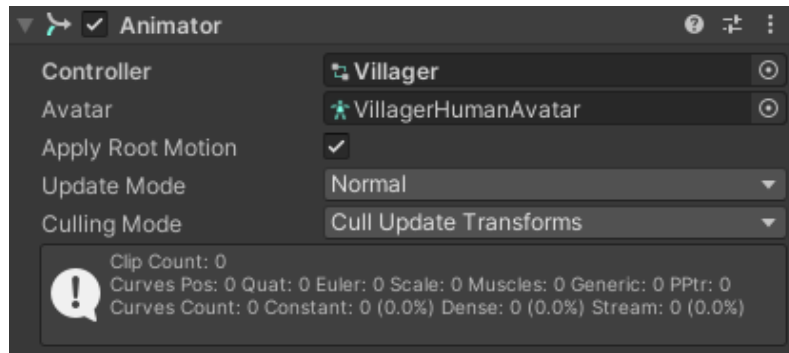 Animator
Controller Villager
Avatar VillagerHumanAvatar
Apply Root Motion
Update Mode Normal
Culling Mode Cull Update Transforms
Clip Count: 0
Curves Pos: 0 Quat: 0 Euler: 0 Scale: 0 Muscles: 0 Generic: 0 PPtr: 0
Curves Count: 0 Constant: 0 (0.0%) Dense: 0 (0.0%) Stream: 0 (0.0%)